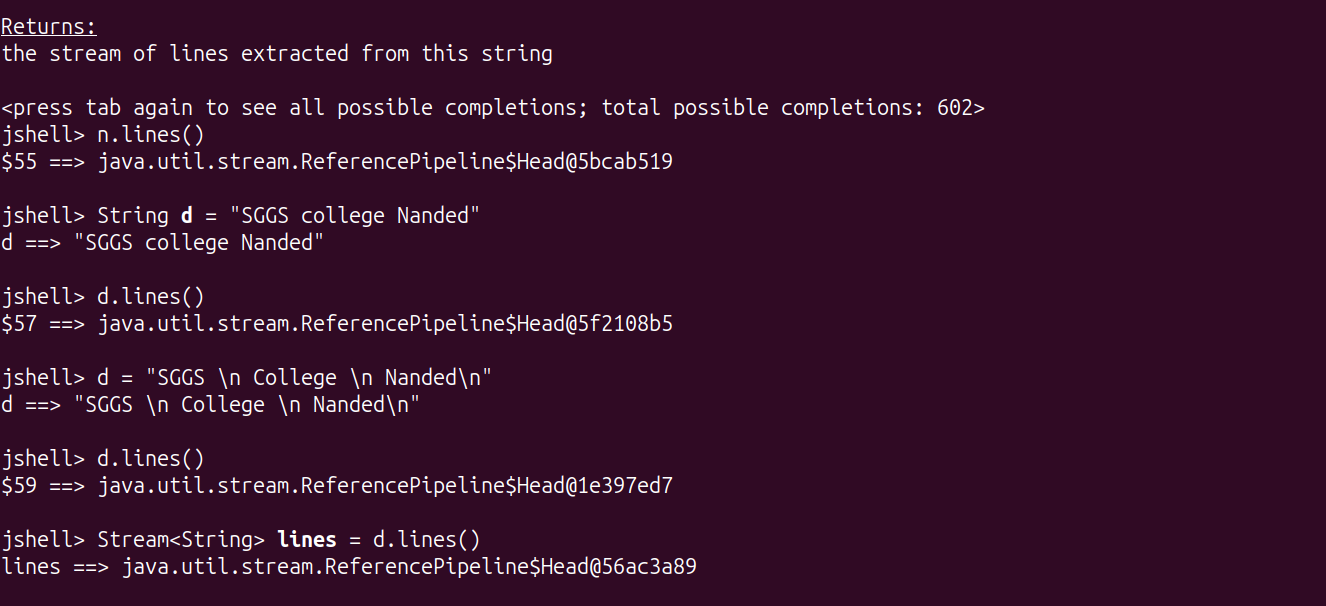 Returns:
the stream of lines extracted from this string
<press tab again to see all possible completions; total possible completions: 602>
jshell> n.lines()
$55 ==> java.util.stream.ReferencePipeline$Head@5bcab519
jshell> String d = "SGGS college Nanded"
d ==> "SGGS college Nanded"
jshell> d.lines()
$57 ==> java.util.stream.ReferencePipeline$Head@5f2108b5
jshell> d = "SGGS \n College \n Nanded\n"
d ==> "SGGS \n College \n Nanded\n"
jshell> d.lines()
$59 ==> java.util.stream.ReferencePipeline$Head@1e397ed7
jshell> Stream<String> lines = d.lines()
lines ==> java.util.stream.ReferencePipeline$Head@56ac3a89